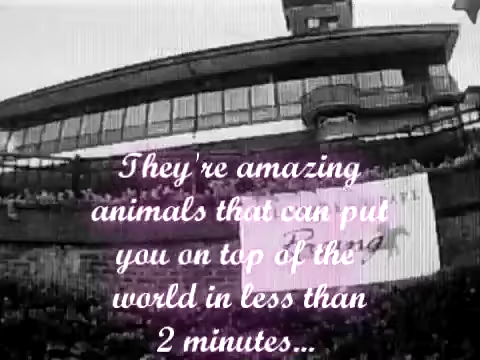 They're amazing
animals that can put
you on top of the
world in less than
2 minutes...